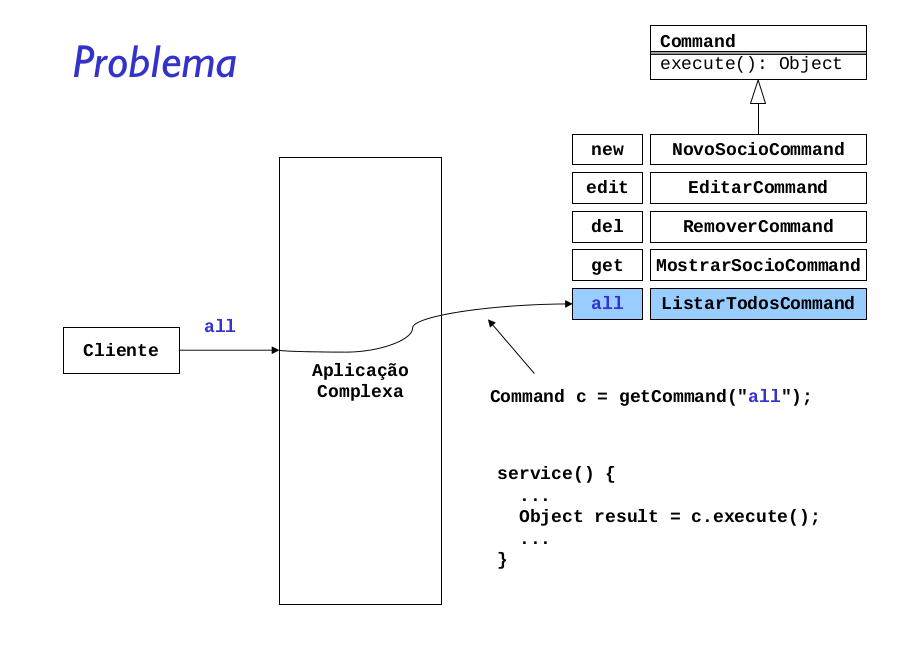 Problema
Command
execute(): Object
new NovoSocioCommand
edit EditarCommand
del RemoverCommand
get MostrarSocioCommand
all ListarTodosCommand
all
Cliente
Aplicação
Complexa
Command c = getCommand("all");
service() {
...
Object result = c.execute();
...
}